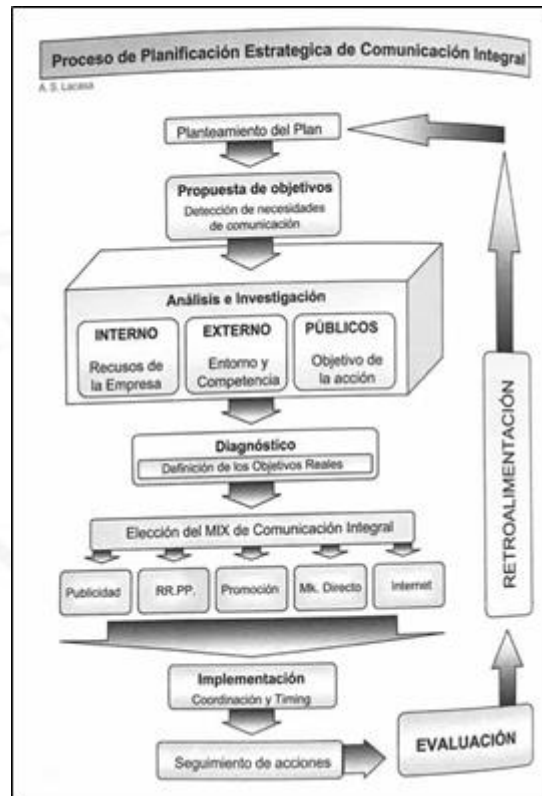 Proceso de Planificación Estrategica de Comunicación Integral
A. S. Lacasa
Planteamiento del Plan
Propuesta de objetivos
Detección de necesidades
de comunicación
Análisis e Investigación
INTERNO
Recusos de
la Empresa
EXTERNO
Entorno y
Competencia
PÚBLICOS
Objetivo de
la acción
Diagnóstico
Definición de los Objetivos Reales
Elección del MIX de Comunicación Integral
Publicidad
RR.PP.
Promoción
Mk. Directo
Internet
Implementación
Coordinación y Timing
Seguimiento de acciones
EVALUACIÓN
RETROALIMENTACIÓN